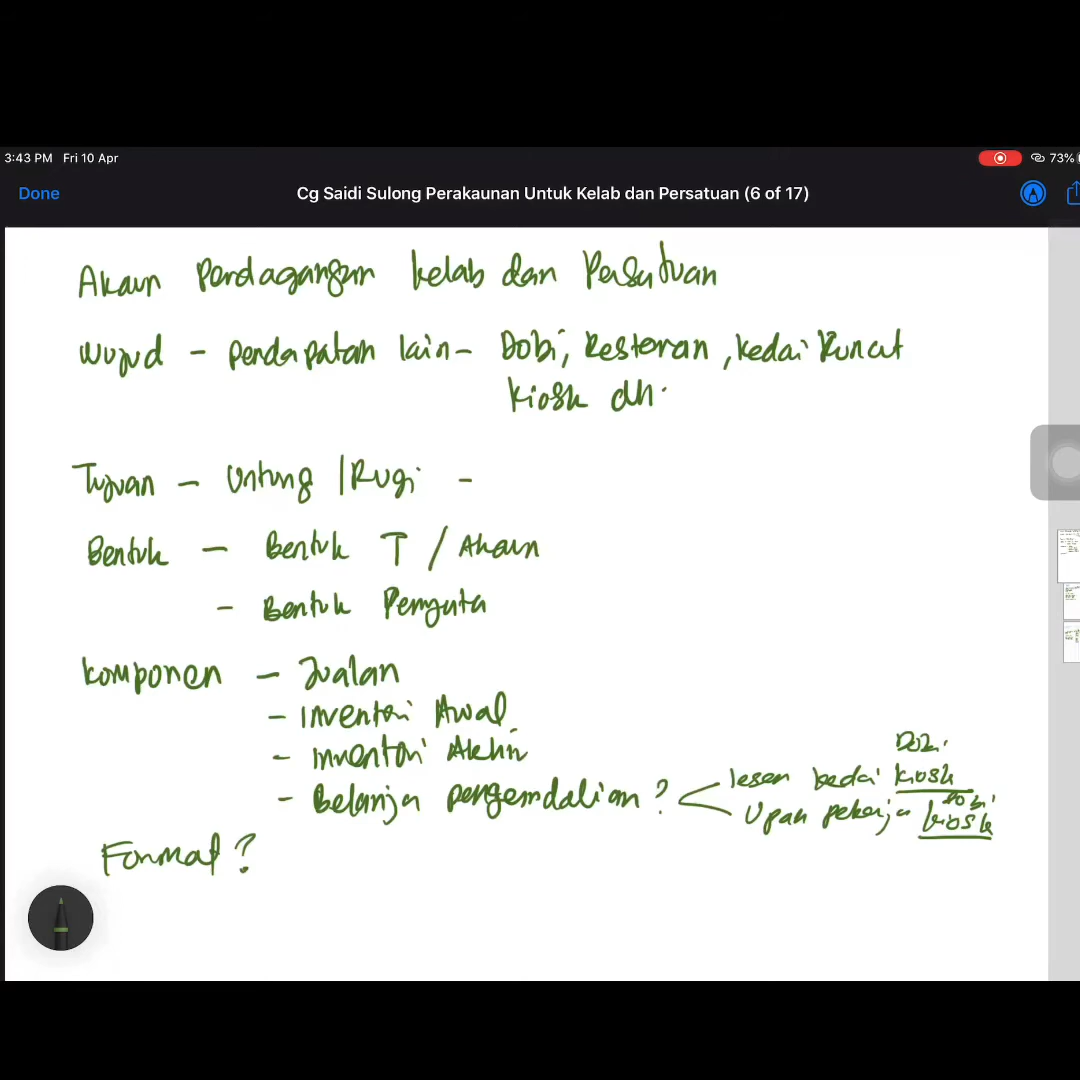 3:43 PM Fri 10 Apr 73%
Done Cg Saidi Sulong Perakaunan Untuk Kelab dan Persatuan (6 of 17)
Akaun Perdagangan kelab dan Persatuan
Wujud - pendapatan lain - Dobi, Restoran, kedai Runcit
kiosk dll.
Tujuan - Untung / Rugi -
Bentuk - Bentuk T / Akaun
- Bentuk Penyata
komponen - Jualan
- inventori Awal
- inventori Akhir
- Belanja pengendalian ? < lesen kedai kiosk Dobi
Upah pekerja kiosk dobi
Format ?